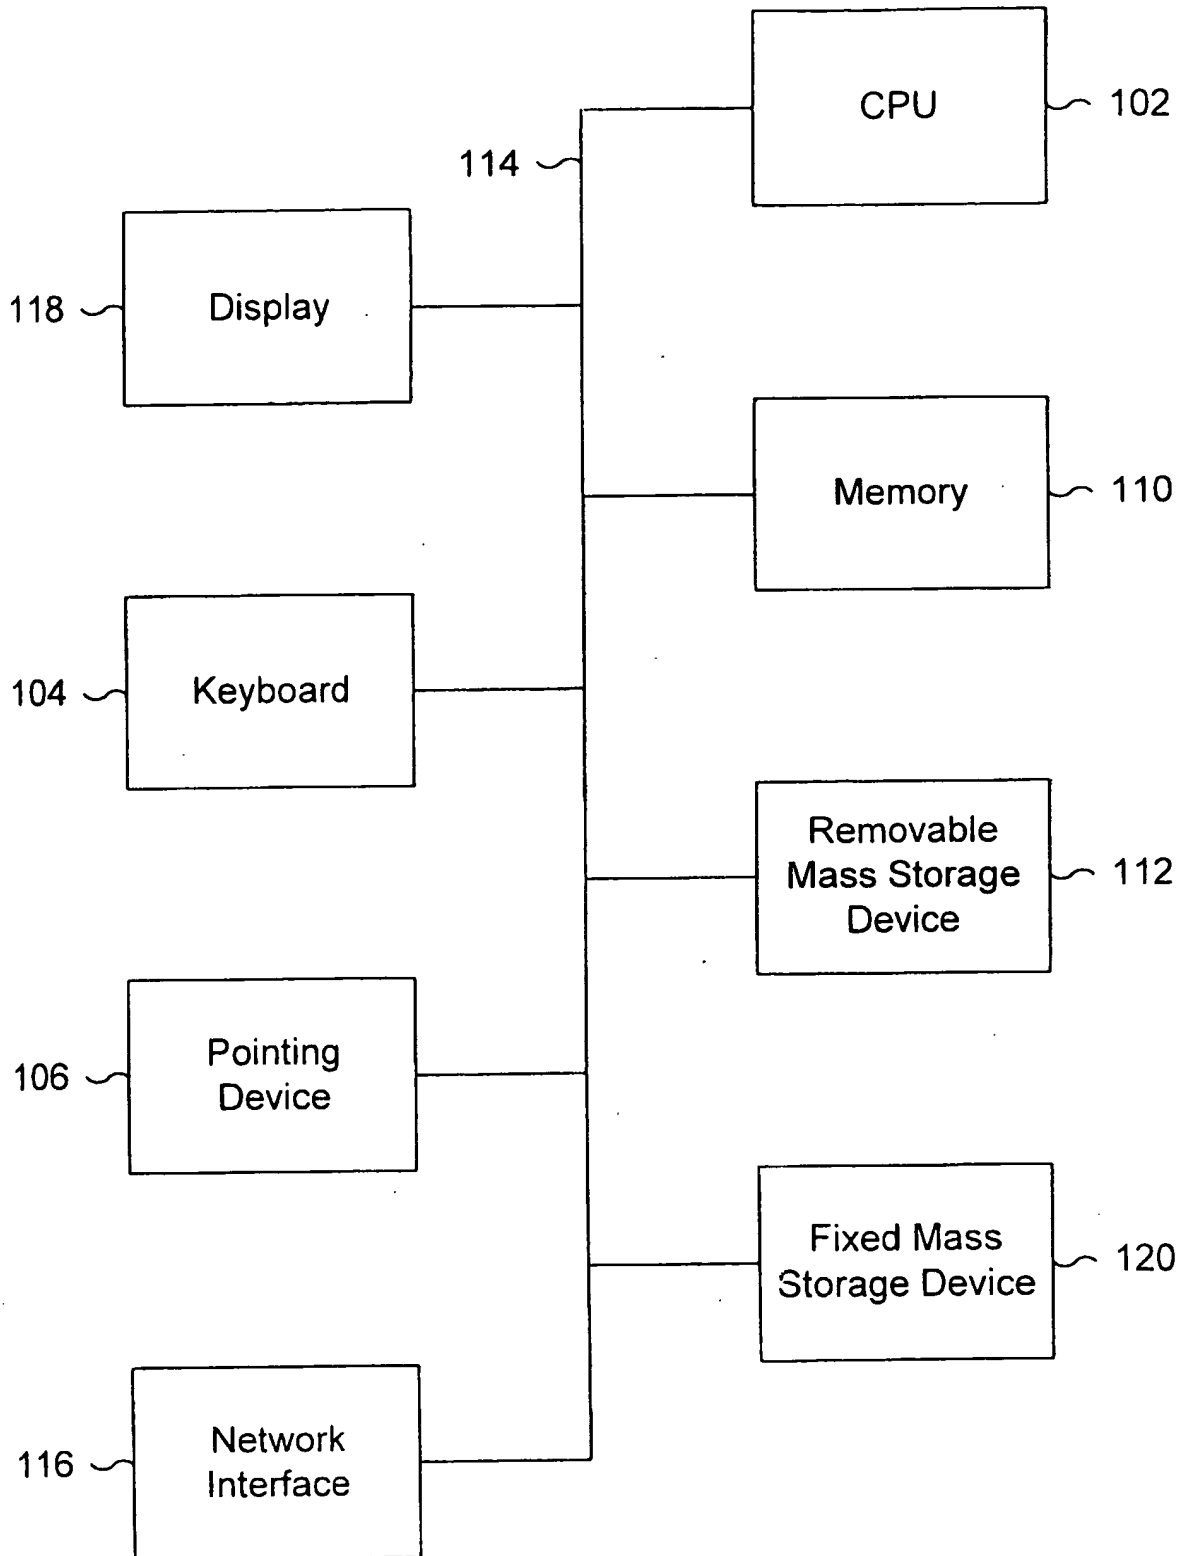 CPU
102
114
118
Display
Memory
110
104
Keyboard
Removable
Mass Storage
Device
112
106
Pointing
Device
Fixed Mass
Storage Device
120
116
Network
Interface